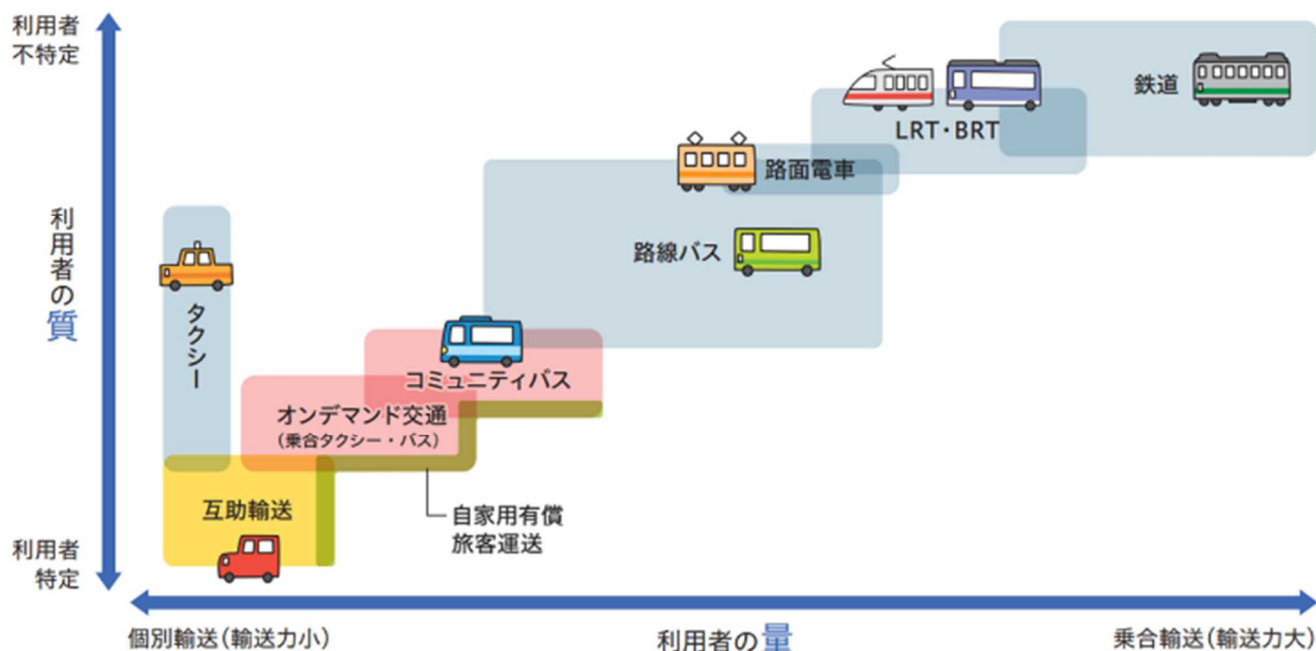 利用者
不特定
鉄道
LRT・BRT
路面電車
路線バス
利用者の質
タクシー
コミュニティバス
オンデマンド交通
(乗合タクシー・バス)
互助輸送
自家用有償
旅客運送
利用者
特定
個別輸送(輸送力小)
利用者の量
乗合輸送(輸送力大)